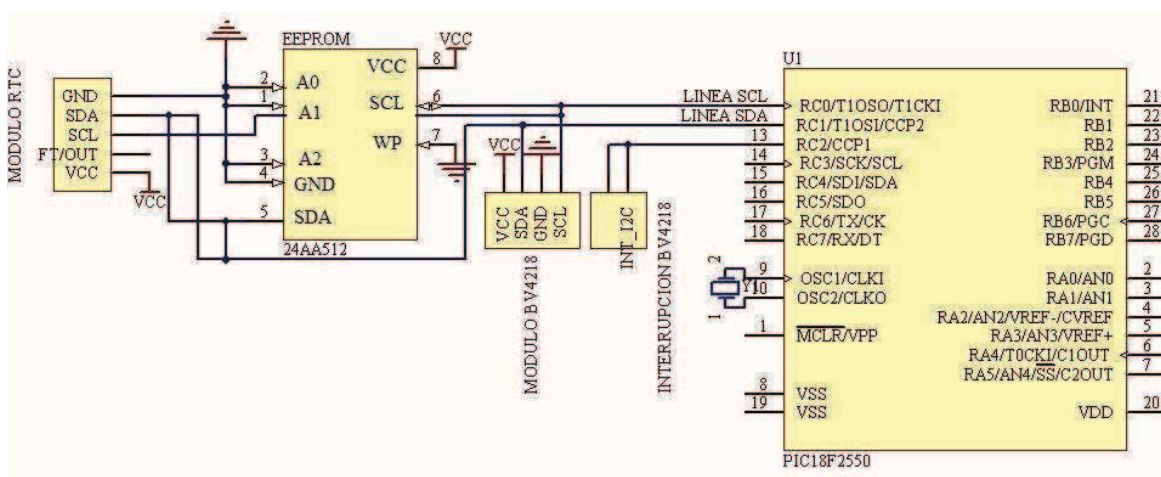 MODULO RTC
GND
SDA
SCL
FT/OUT
VCC
VCC
EEPROM
2 A0
1 A1
3 A2
4 GND
5 SDA
VCC 8
VCC
SCL 6
WP 7
24AA512
LINEA SCL
LINEA SDA
VCC
VCC
SDA
GND
SCL
MODULO BV4218
INT_I2C
INTERRUPCION BV4218
2
Y1
1
U1
RC0/T1OSO/T1CKI
RC1/T1OSI/CCP2
13 RC2/CCP1
14 RC3/SCK/SCL
15 RC4/SDI/SDA
16 RC5/SDO
17 RC6/TX/CK
18 RC7/RX/DT
9 OSC1/CLKI
10 OSC2/CLKO
1 MCLR/VPP
8 VSS
19 VSS
RB0/INT 21
RB1 22
RB2 23
RB3/PGM 24
RB4 25
RB5 26
RB6/PGC 27
RB7/PGD 28
RA0/AN0 2
RA1/AN1 3
RA2/AN2/VREF-/CVREF 4
RA3/AN3/VREF+ 5
RA4/T0CKI/C1OUT 6
RA5/AN4/SS/C2OUT 7
VDD 20
PIC18F2550